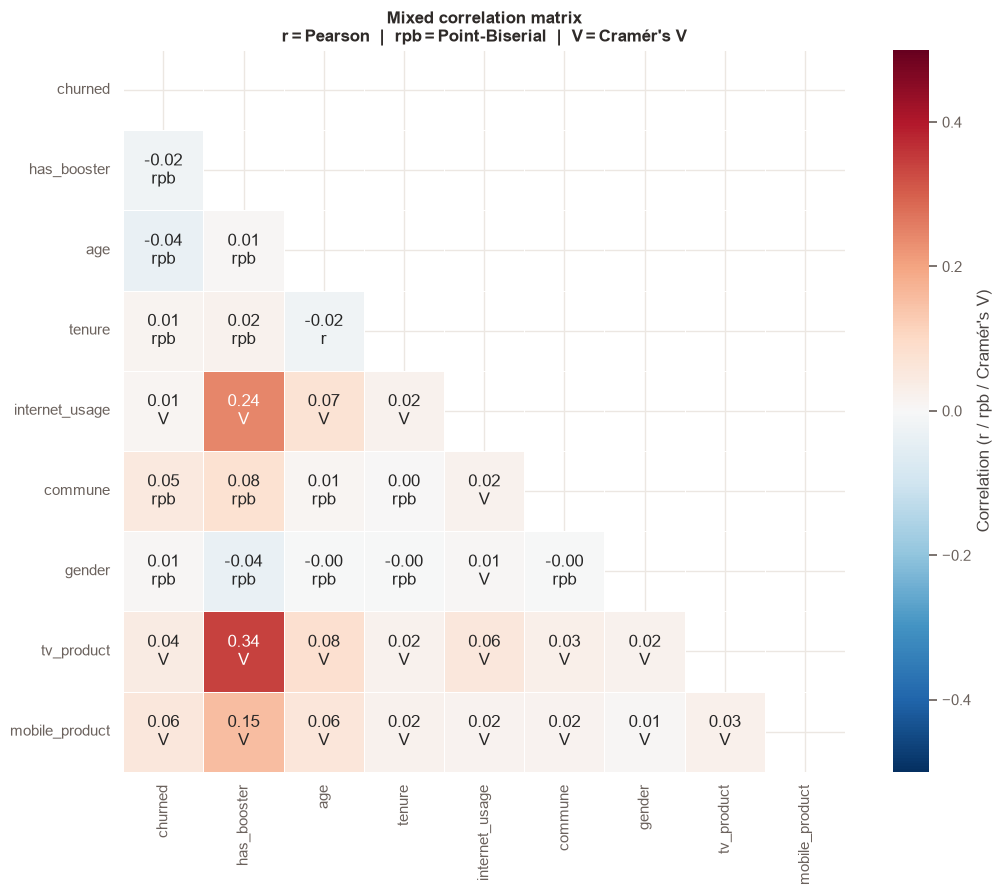 Mixed correlation matrix
r = Pearson | rpb = Point-Biserial | V = Cramér's V
churned
has_booster
-0.02
rpb
age
-0.04 0.01
rpb rpb
tenure
0.01 0.02 -0.02
rpb rpb r
internet_usage
0.01 0.24 0.07 0.02
V V V V
commune
0.05 0.08 0.01 0.00 0.02
rpb rpb rpb rpb V
gender
0.01 -0.04 -0.00 -0.00 0.01 -0.00
rpb rpb rpb rpb V rpb
tv_product
0.04 0.34 0.08 0.02 0.06 0.03 0.02
V V V V V V V
mobile_product
0.06 0.15 0.06 0.02 0.02 0.02 0.01 0.03
V V V V V V V V
churned
has_booster
age
tenure
internet_usage
commune
gender
tv_product
mobile_product
0.4
0.2
0.0
−0.2
−0.4
Correlation (r / rpb / Cramér's V)